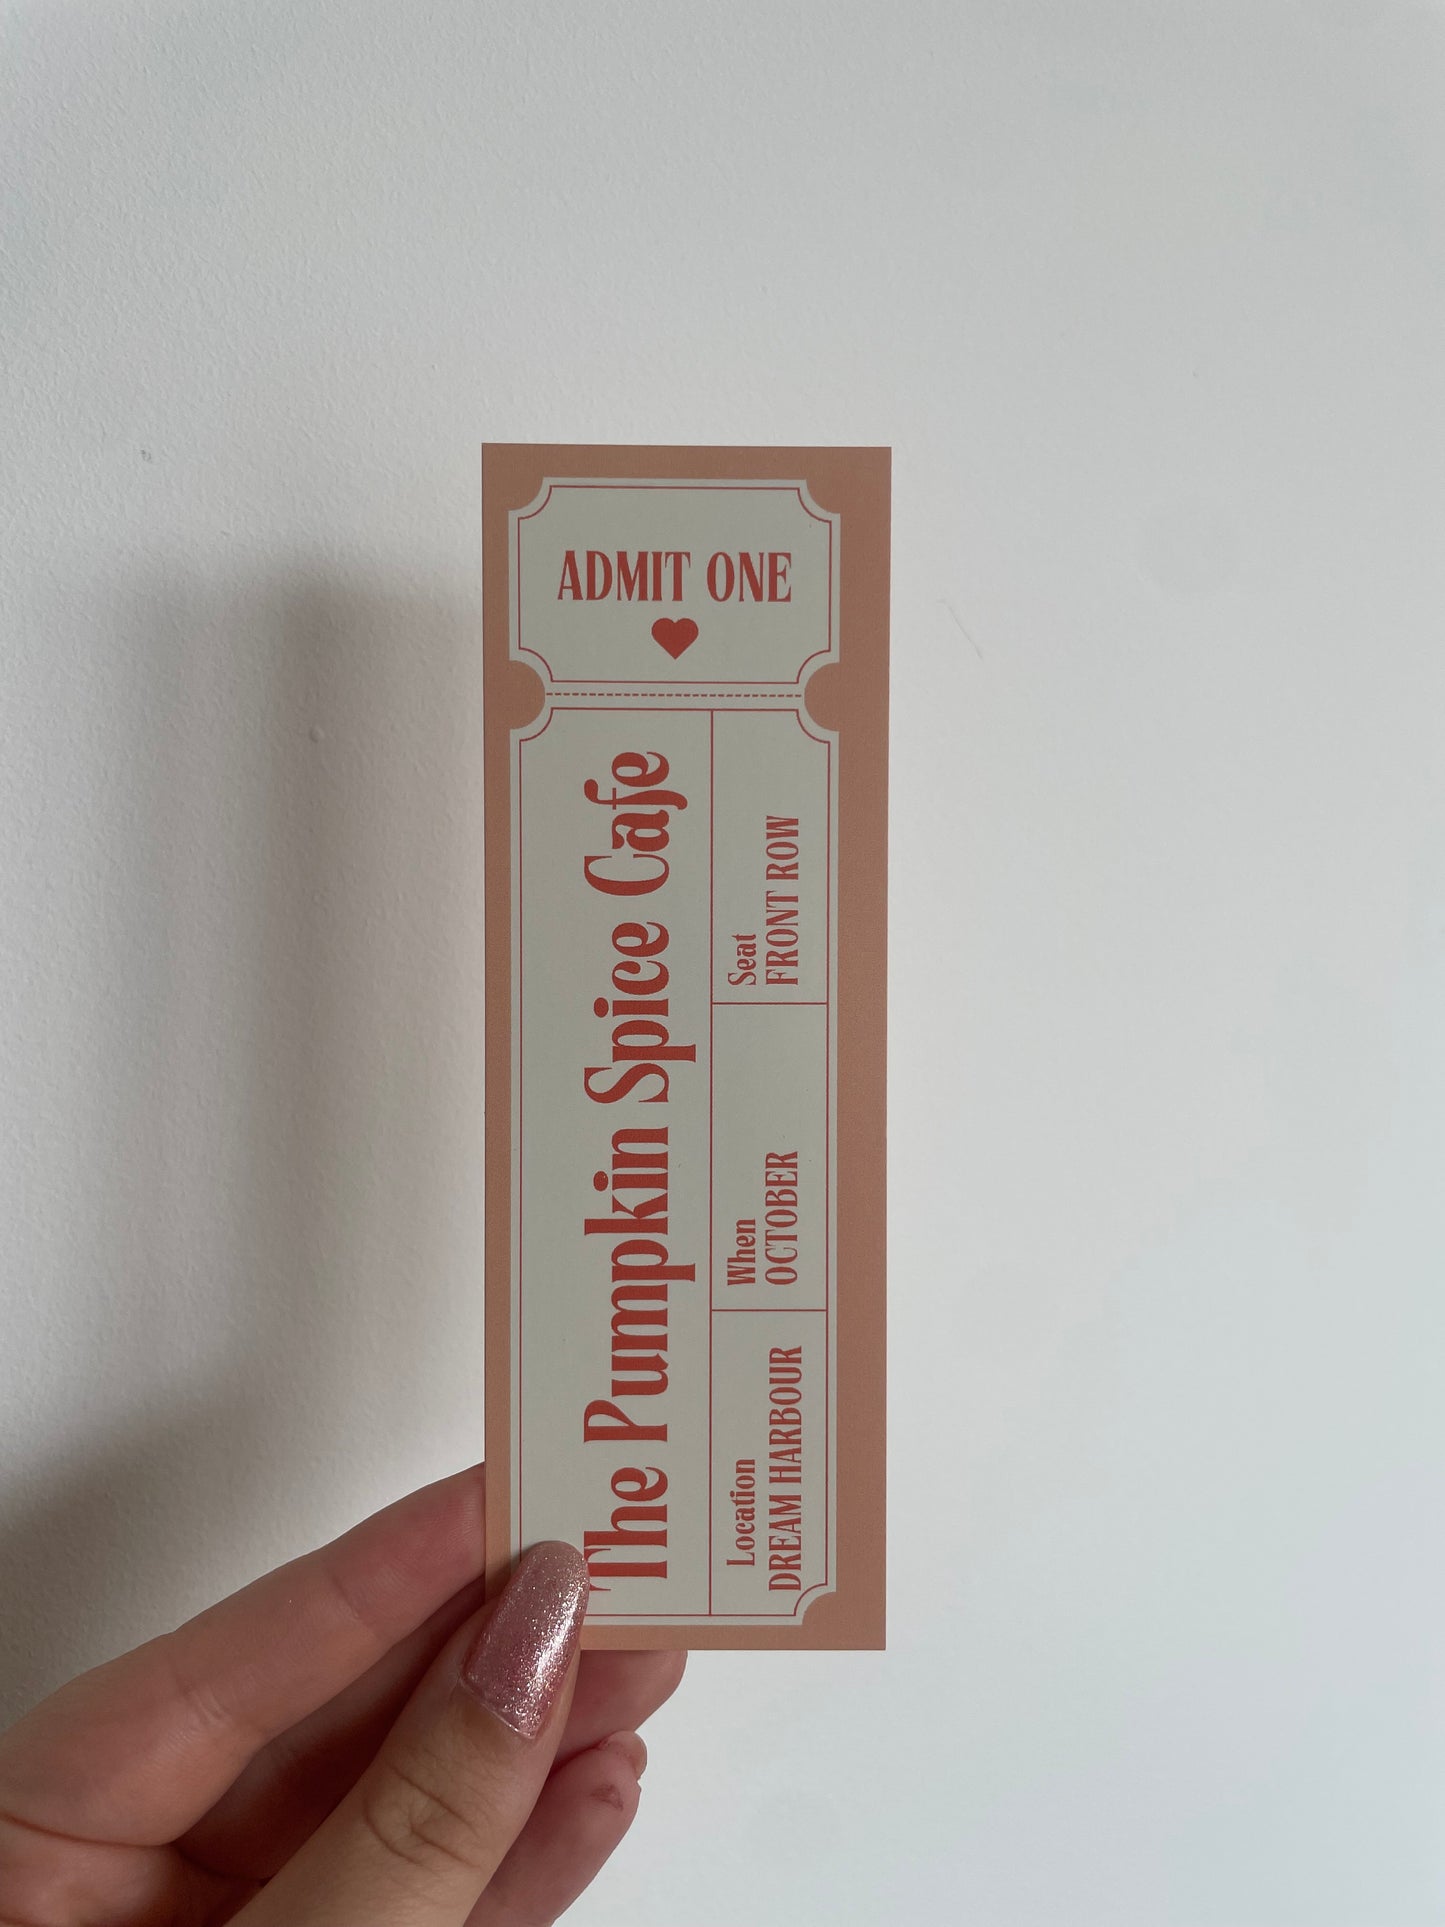 ADMIT ONE
The Pumpkin Spice Cafe
Location
DREAM HARBOUR
When
OCTOBER
Seat
FRONT ROW